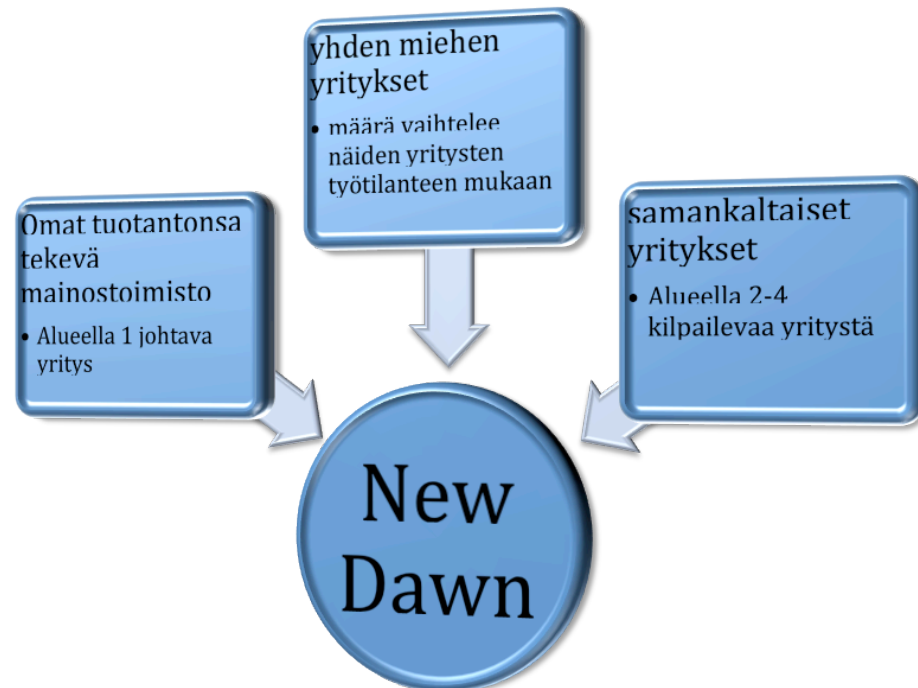 yhden miehen
yritykset
• määrä vaihtelee
näiden yritysten
työtilanteen mukaan
Omat tuotantonsa
tekevä
mainostoimisto
• Alueella 1 johtava
yritys
samankaltaiset
yritykset
• Alueella 2-4
kilpailevaa yritystä
New
Dawn